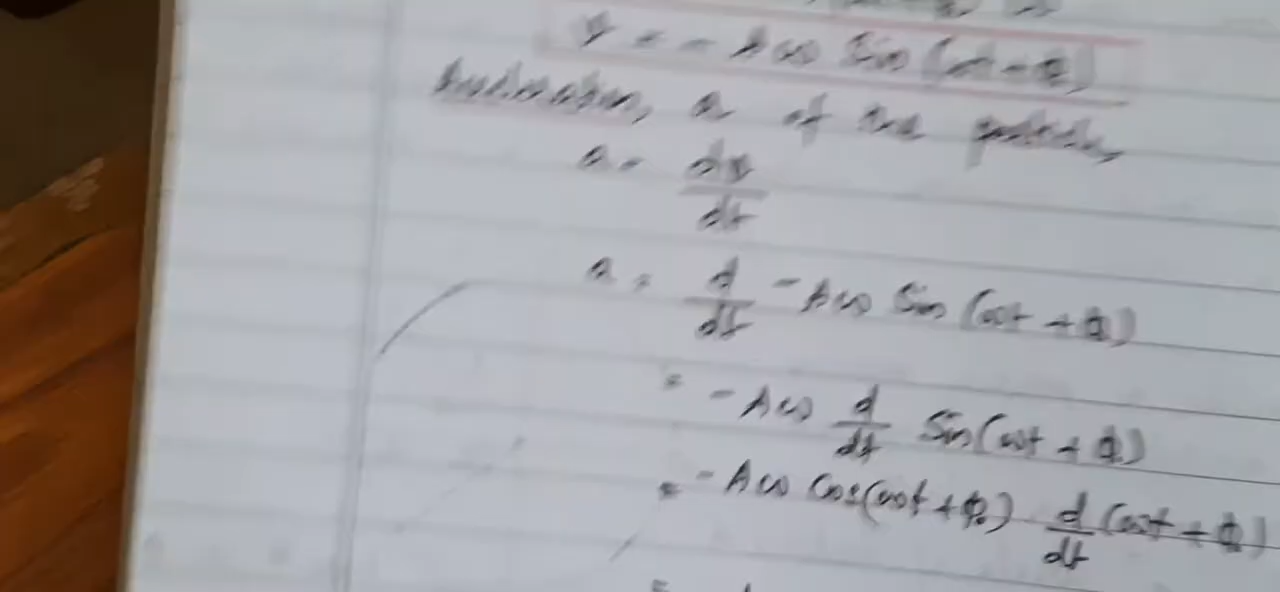 v = - Aω Sin (ωt + ϕ)
Acceleration, a of the particle,
a = dv/dt
a = d/dt - Aω Sin (ωt + ϕ)
= - Aω d/dt Sin(ωt + ϕ)
= - Aω Cos(ωt + ϕ) d/dt (ωt + ϕ)